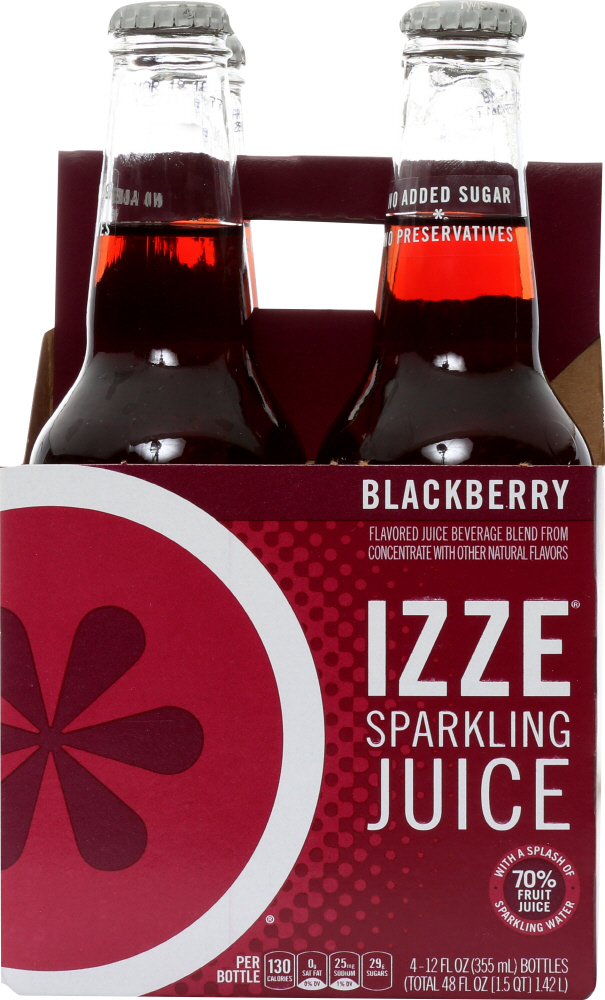 NO ADDED SUGAR
NO PRESERVATIVES
BLACKBERRY
FLAVORED JUICE BEVERAGE BLEND FROM
CONCENTRATE WITH OTHER NATURAL FLAVORS
IZZE®
SPARKLING
JUICE
WITH A SPLASH OF
70%
FRUIT
JUICE
SPARKLING WATER
®
PER
BOTTLE
130
CALORIES
0g
SAT FAT
0% DV
25mg
SODIUM
1% DV
29g
SUGARS
4-12 FL OZ (355 mL) BOTTLES
(TOTAL 48 FL OZ [1.5 QT] 1.42 L)